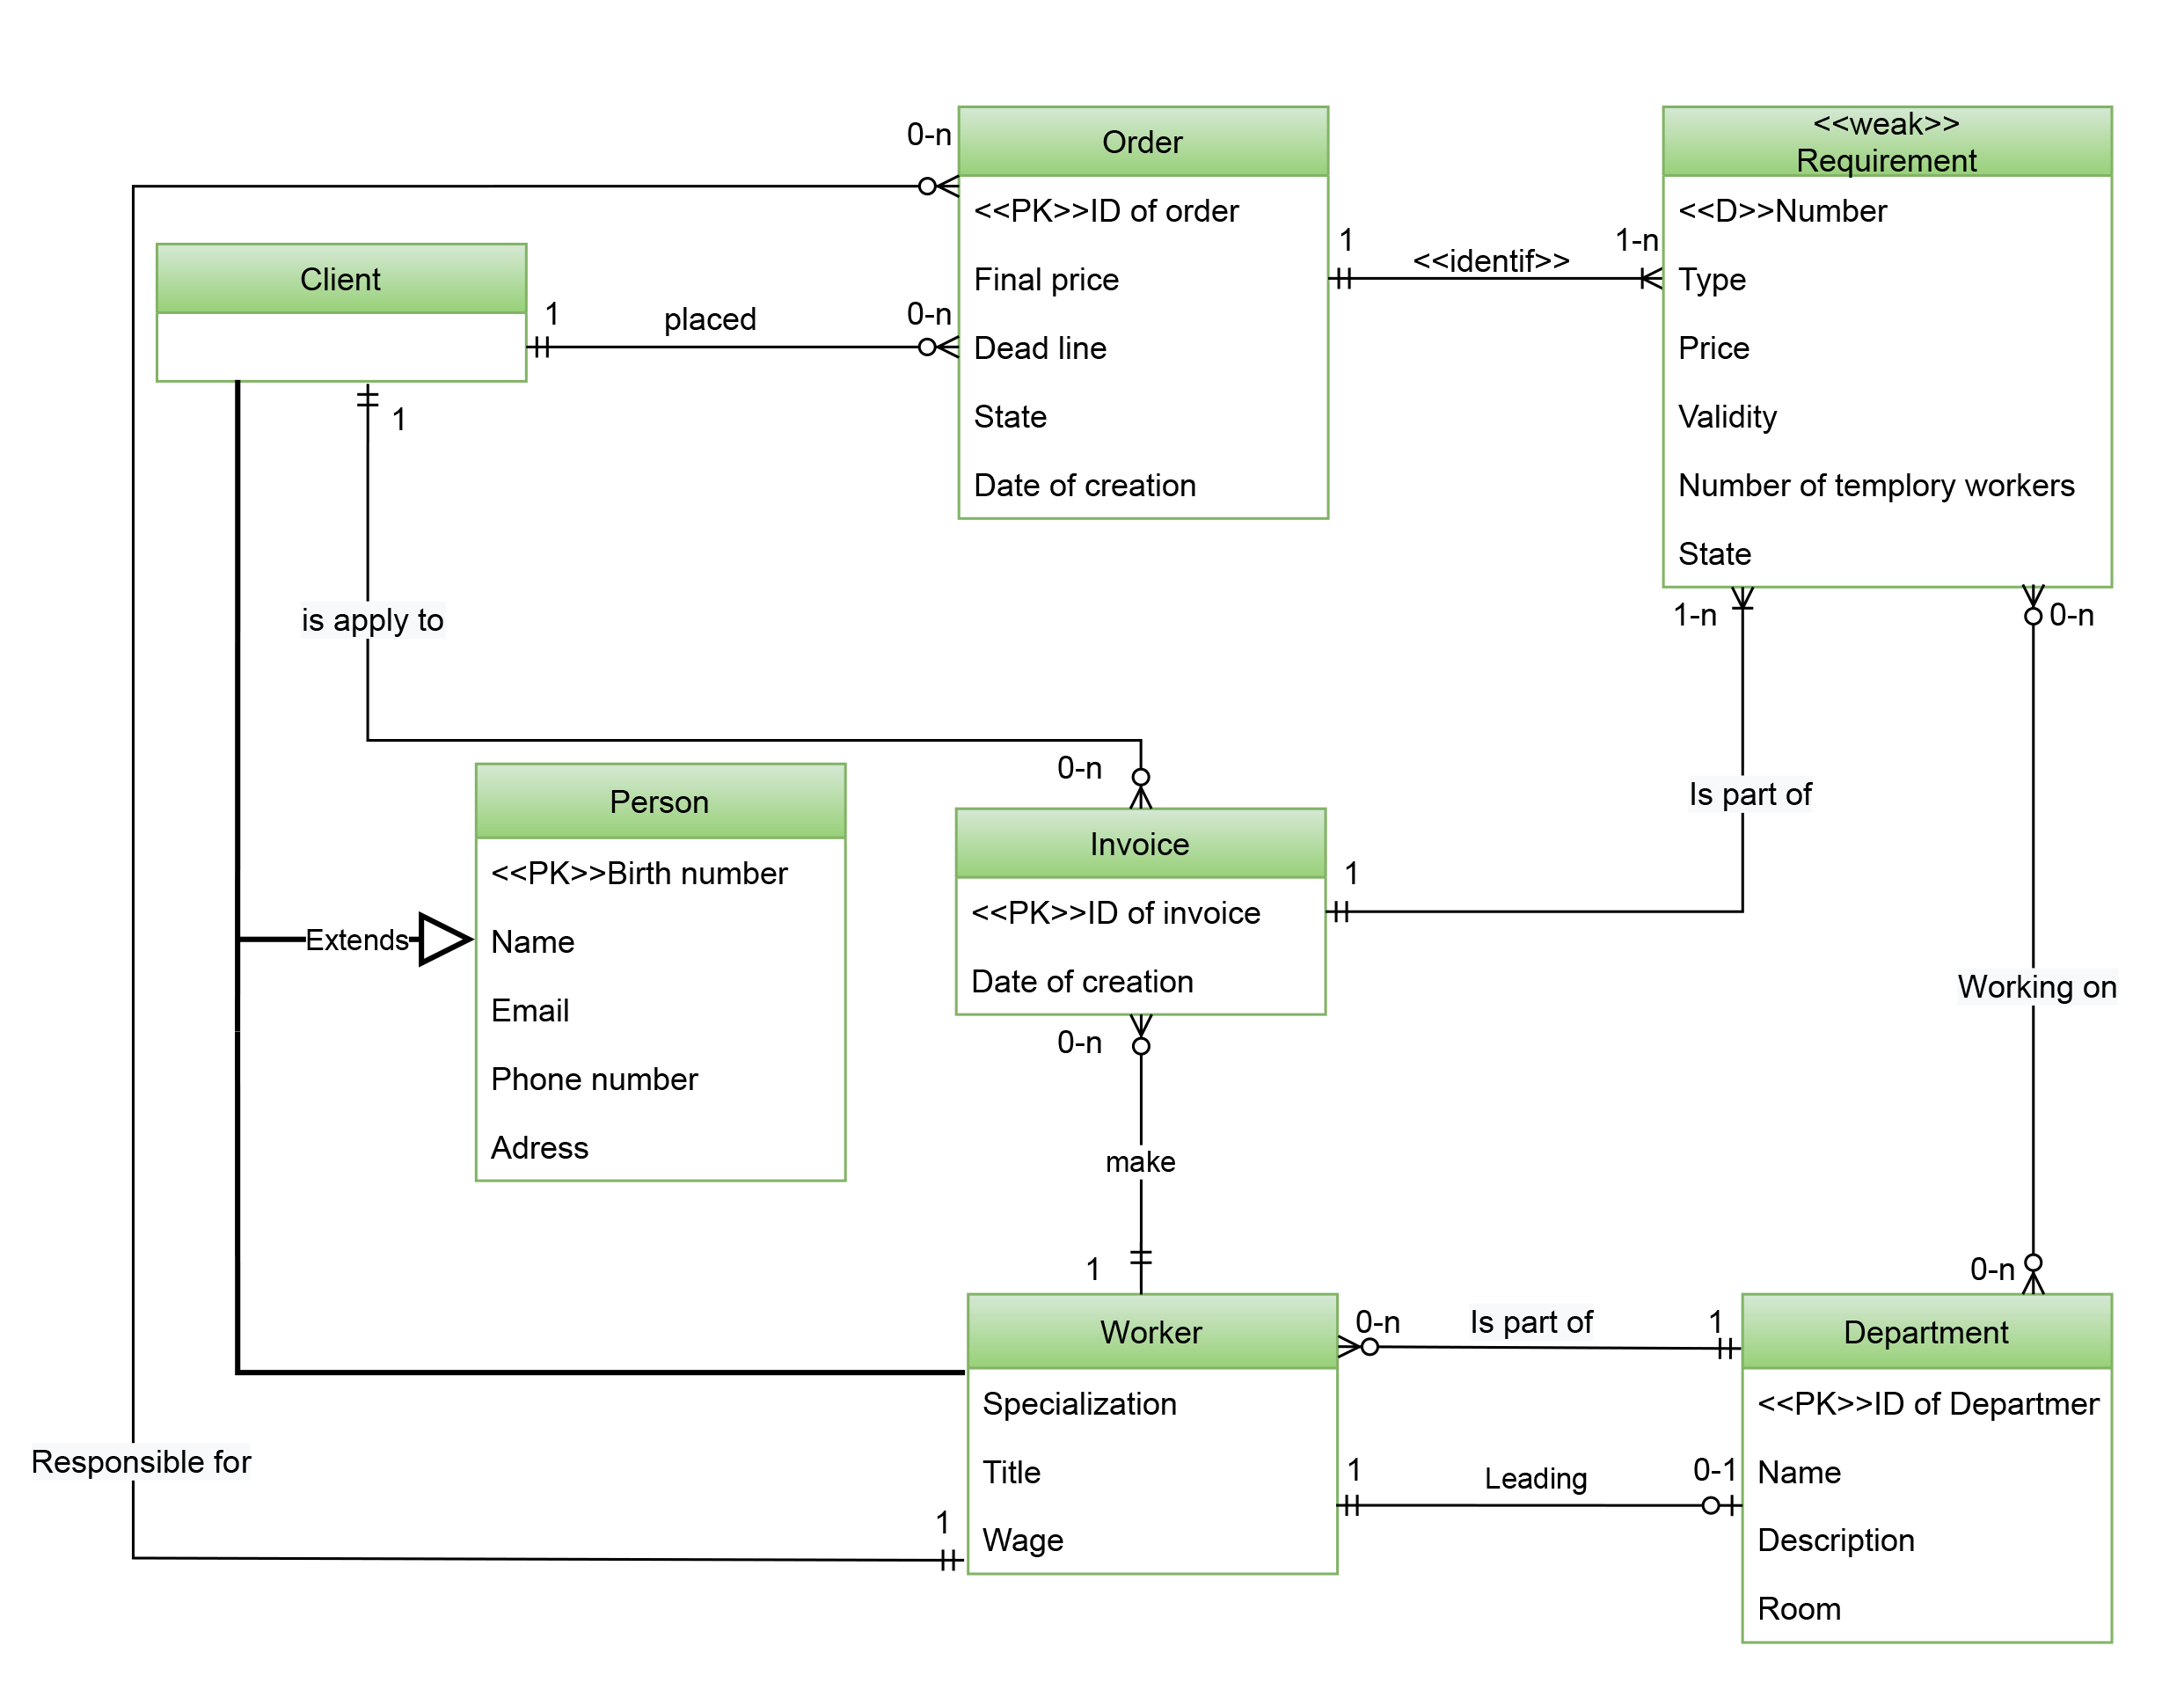 0-n
Order
<<PK>>ID of order
Final price
Dead line
State
Date of creation
<<weak>>
Requirement
<<D>>Number
Type
Price
Validity
Number of templory workers
State
1
<<identif>>
1-n
Client
1
placed
0-n
1
is apply to
0-n
1-n
0-n
Is part of
Person
<<PK>>Birth number
Name
Email
Phone number
Adress
Extends
Invoice
<<PK>>ID of invoice
Date of creation
1
Working on
0-n
make
1
0-n
Worker
Specialization
Title
Wage
0-n
Is part of
1
1
Leading
0-1
Department
<<PK>>ID of Departmer
Name
Description
Room
Responsible for
1